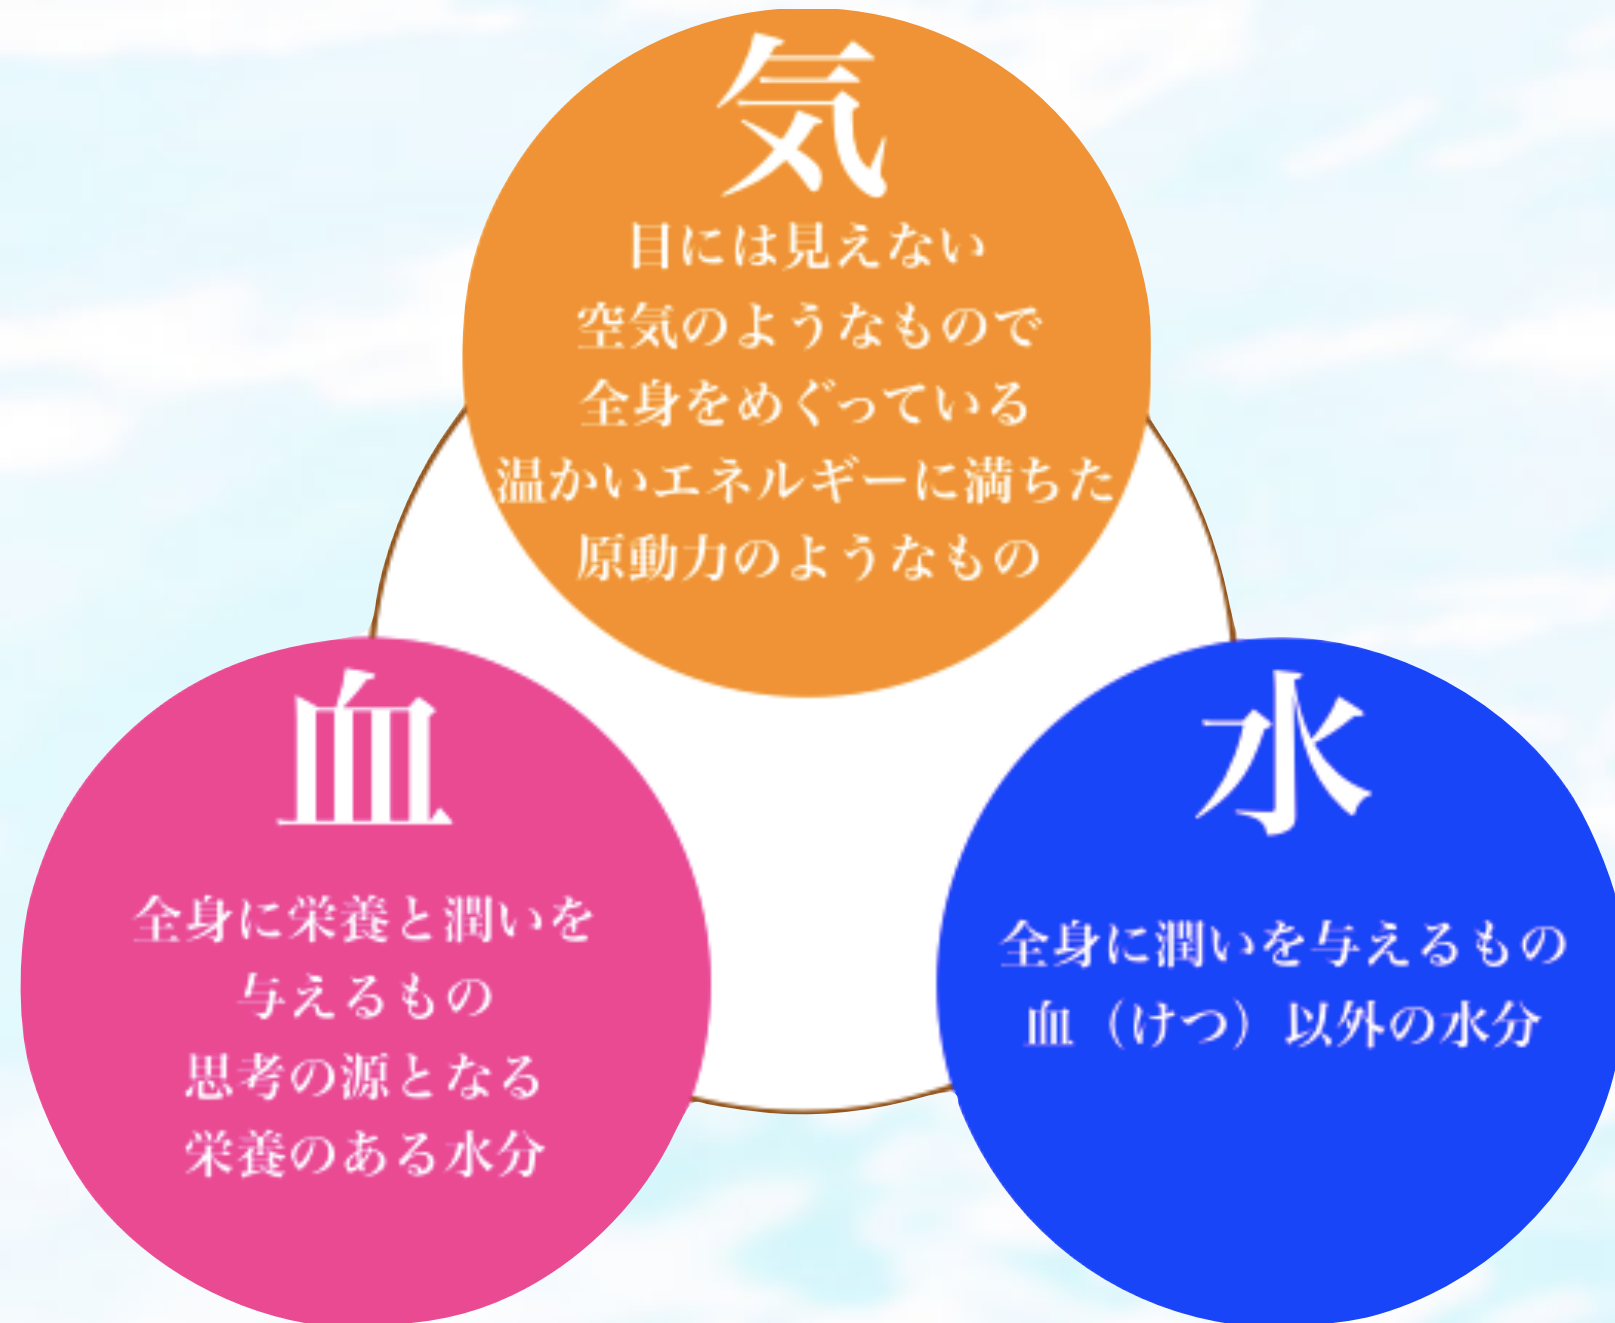 気
目には見えない
空気のようなもので
全身をめぐっている
温かいエネルギーに満ちた
原動力のようなもの
血
全身に栄養と潤いを
与えるもの
思考の源となる
栄養のある水分
水
全身に潤いを与えるもの
血（けつ）以外の水分